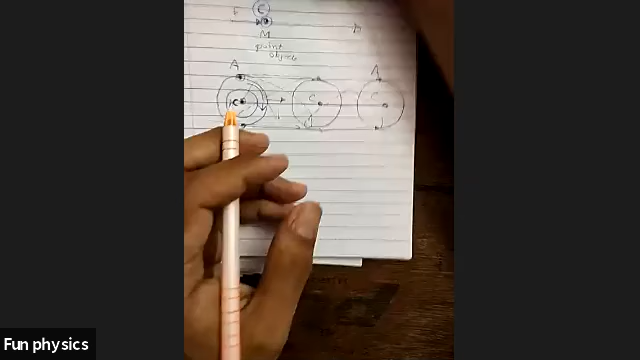 F C
M
point
object
A A
C C C
A
Fun physics